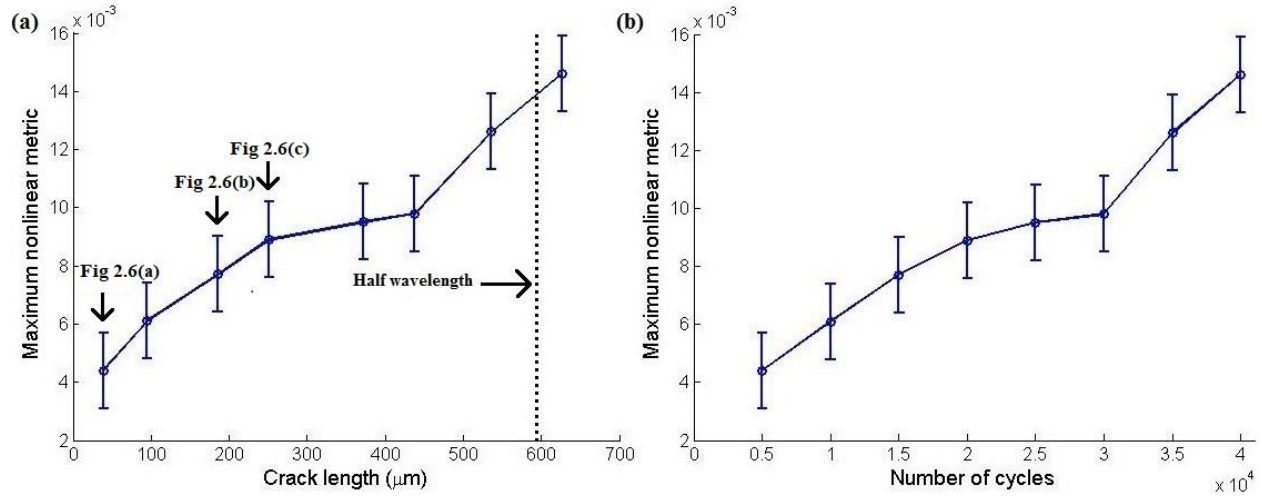 (a)
x 10⁻³
16
14
12
10
8
6
4
2
Maximum nonlinear metric
Fig 2.6(c)
Fig 2.6(b)
Fig 2.6(a)
Half wavelength
0 100 200 300 400 500 600 700
Crack length (μm)
(b)
x 10⁻³
16
14
12
10
8
6
4
2
Maximum nonlinear metric
0 0.5 1 1.5 2 2.5 3 3.5 4
Number of cycles
x 10⁴